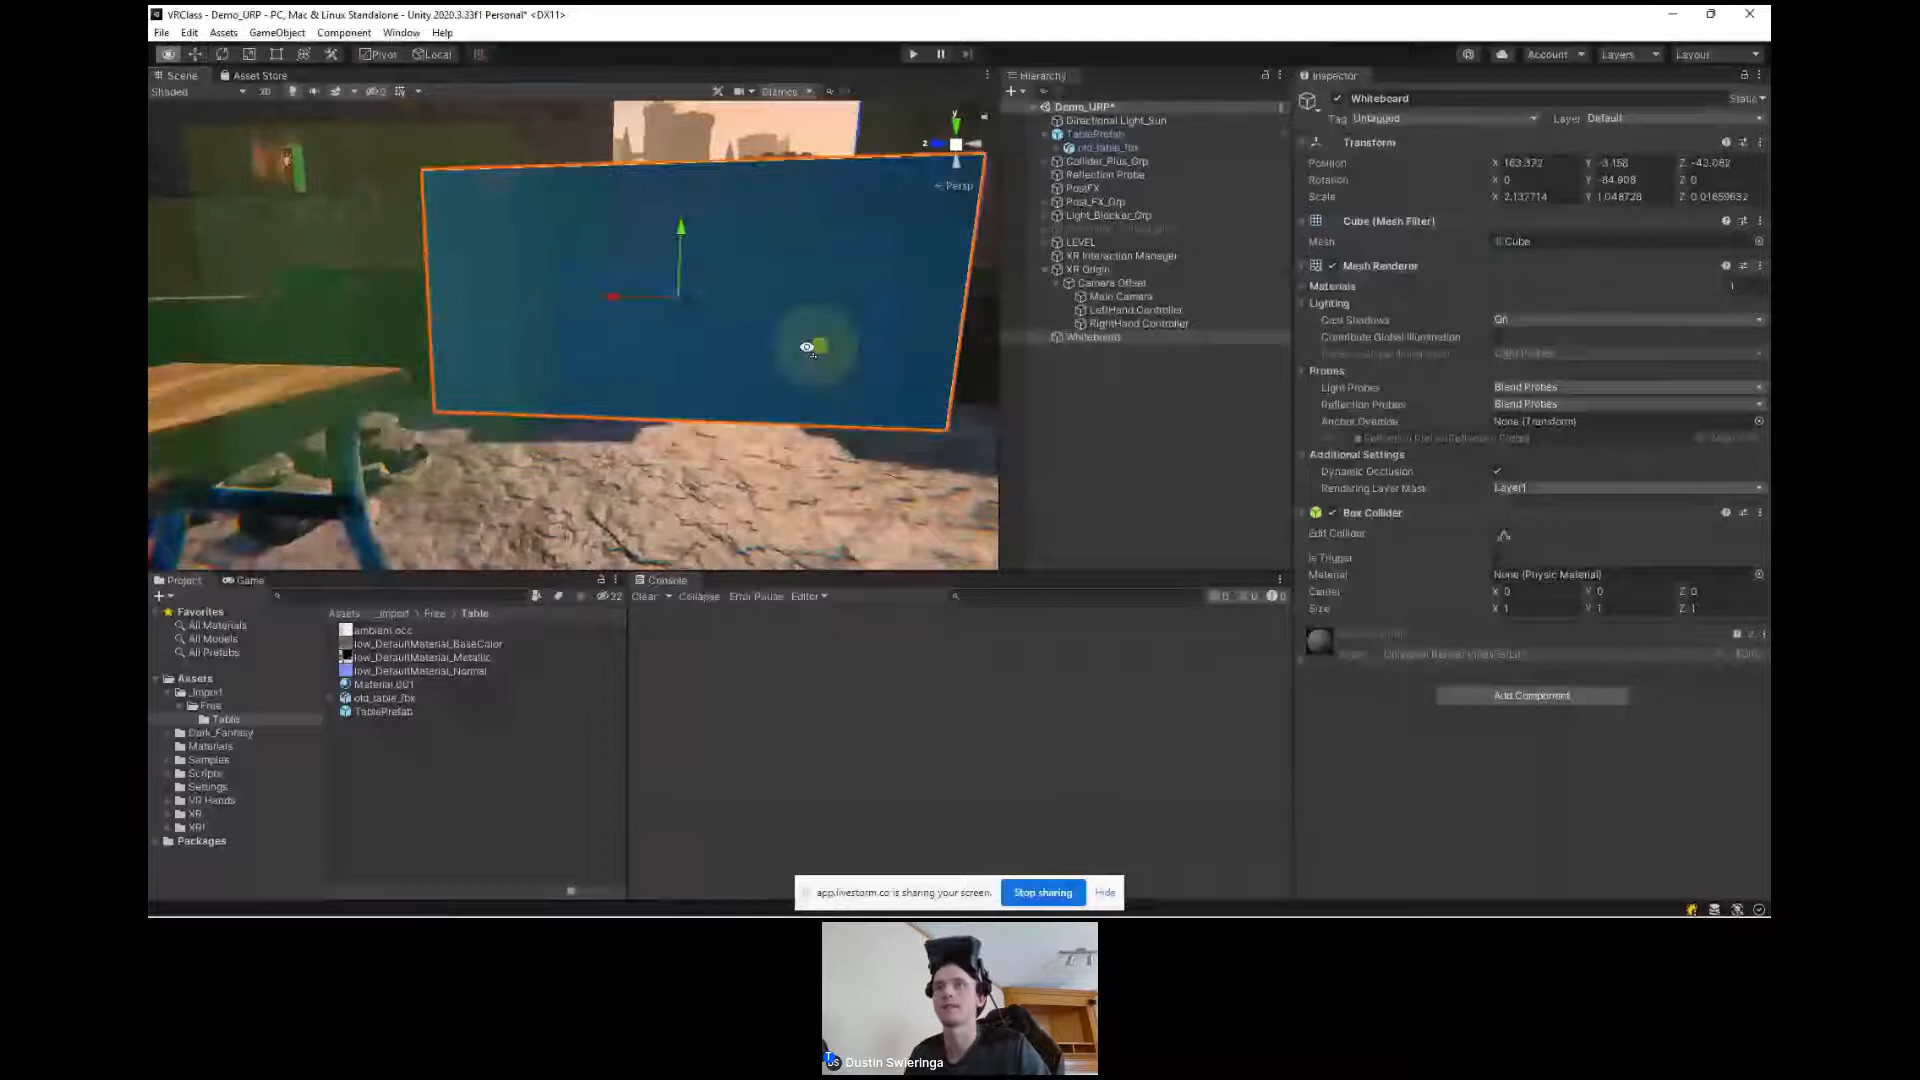 VRClass - Demo_URP - PC, Mac & Linux Standalone - Unity 2020.3.33f1 Personal* <DX11>
File Edit Assets GameObject Component Window Help
Pivot Local
Account Layers Layout
Scene Asset Store
Shaded 2D Gizmos
y
z
Persp
Hierarchy
Demo_URP*
Directional Light_Sun
TablePrefab
old_table_fbx
Collider_Plus_Grp
Reflection Probe
PostFX
Post_FX_Grp
Light_Blocker_Grp
LEVEL
XR Interaction Manager
XR Origin
Camera Offset
Main Camera
LeftHand Controller
RightHand Controller
Whiteboard
Inspector
Whiteboard Static
Tag Untagged Layer Default
Transform
Position X 163.372 Y -3.158 Z -43.082
Rotation X 0 Y -84.908 Z 0
Scale X 2.137714 Y 1.048728 Z 0.01659632
Cube (Mesh Filter)
Mesh Cube
Mesh Renderer
Materials 1
Lighting
Cast Shadows On
Contribute Global Illumination
Probes
Light Probes Blend Probes
Reflection Probes Blend Probes
Anchor Override None (Transform)
Additional Settings
Dynamic Occlusion
Rendering Layer Mask Layer1
Box Collider
Edit Collider
Is Trigger
Material None (Physic Material)
Center X 0 Y 0 Z 0
Size X 1 Y 1 Z 1
Add Component
Project Game
22
Favorites
All Materials
All Models
All Prefabs
Assets
_Import
Free
Table
Dark_Fantasy
Materials
Samples
Scripts
Settings
VR Hands
XR
XRI
Packages
Assets _Import Free Table
ambient occ
low_DefaultMaterial_BaseColor
low_DefaultMaterial_Metallic
low_DefaultMaterial_Normal
Material.001
old_table_fbx
TablePrefab
Console
Clear Collapse Error Pause Editor
app.livestorm.co is sharing your screen. Stop sharing Hide
Dustin Swieringa